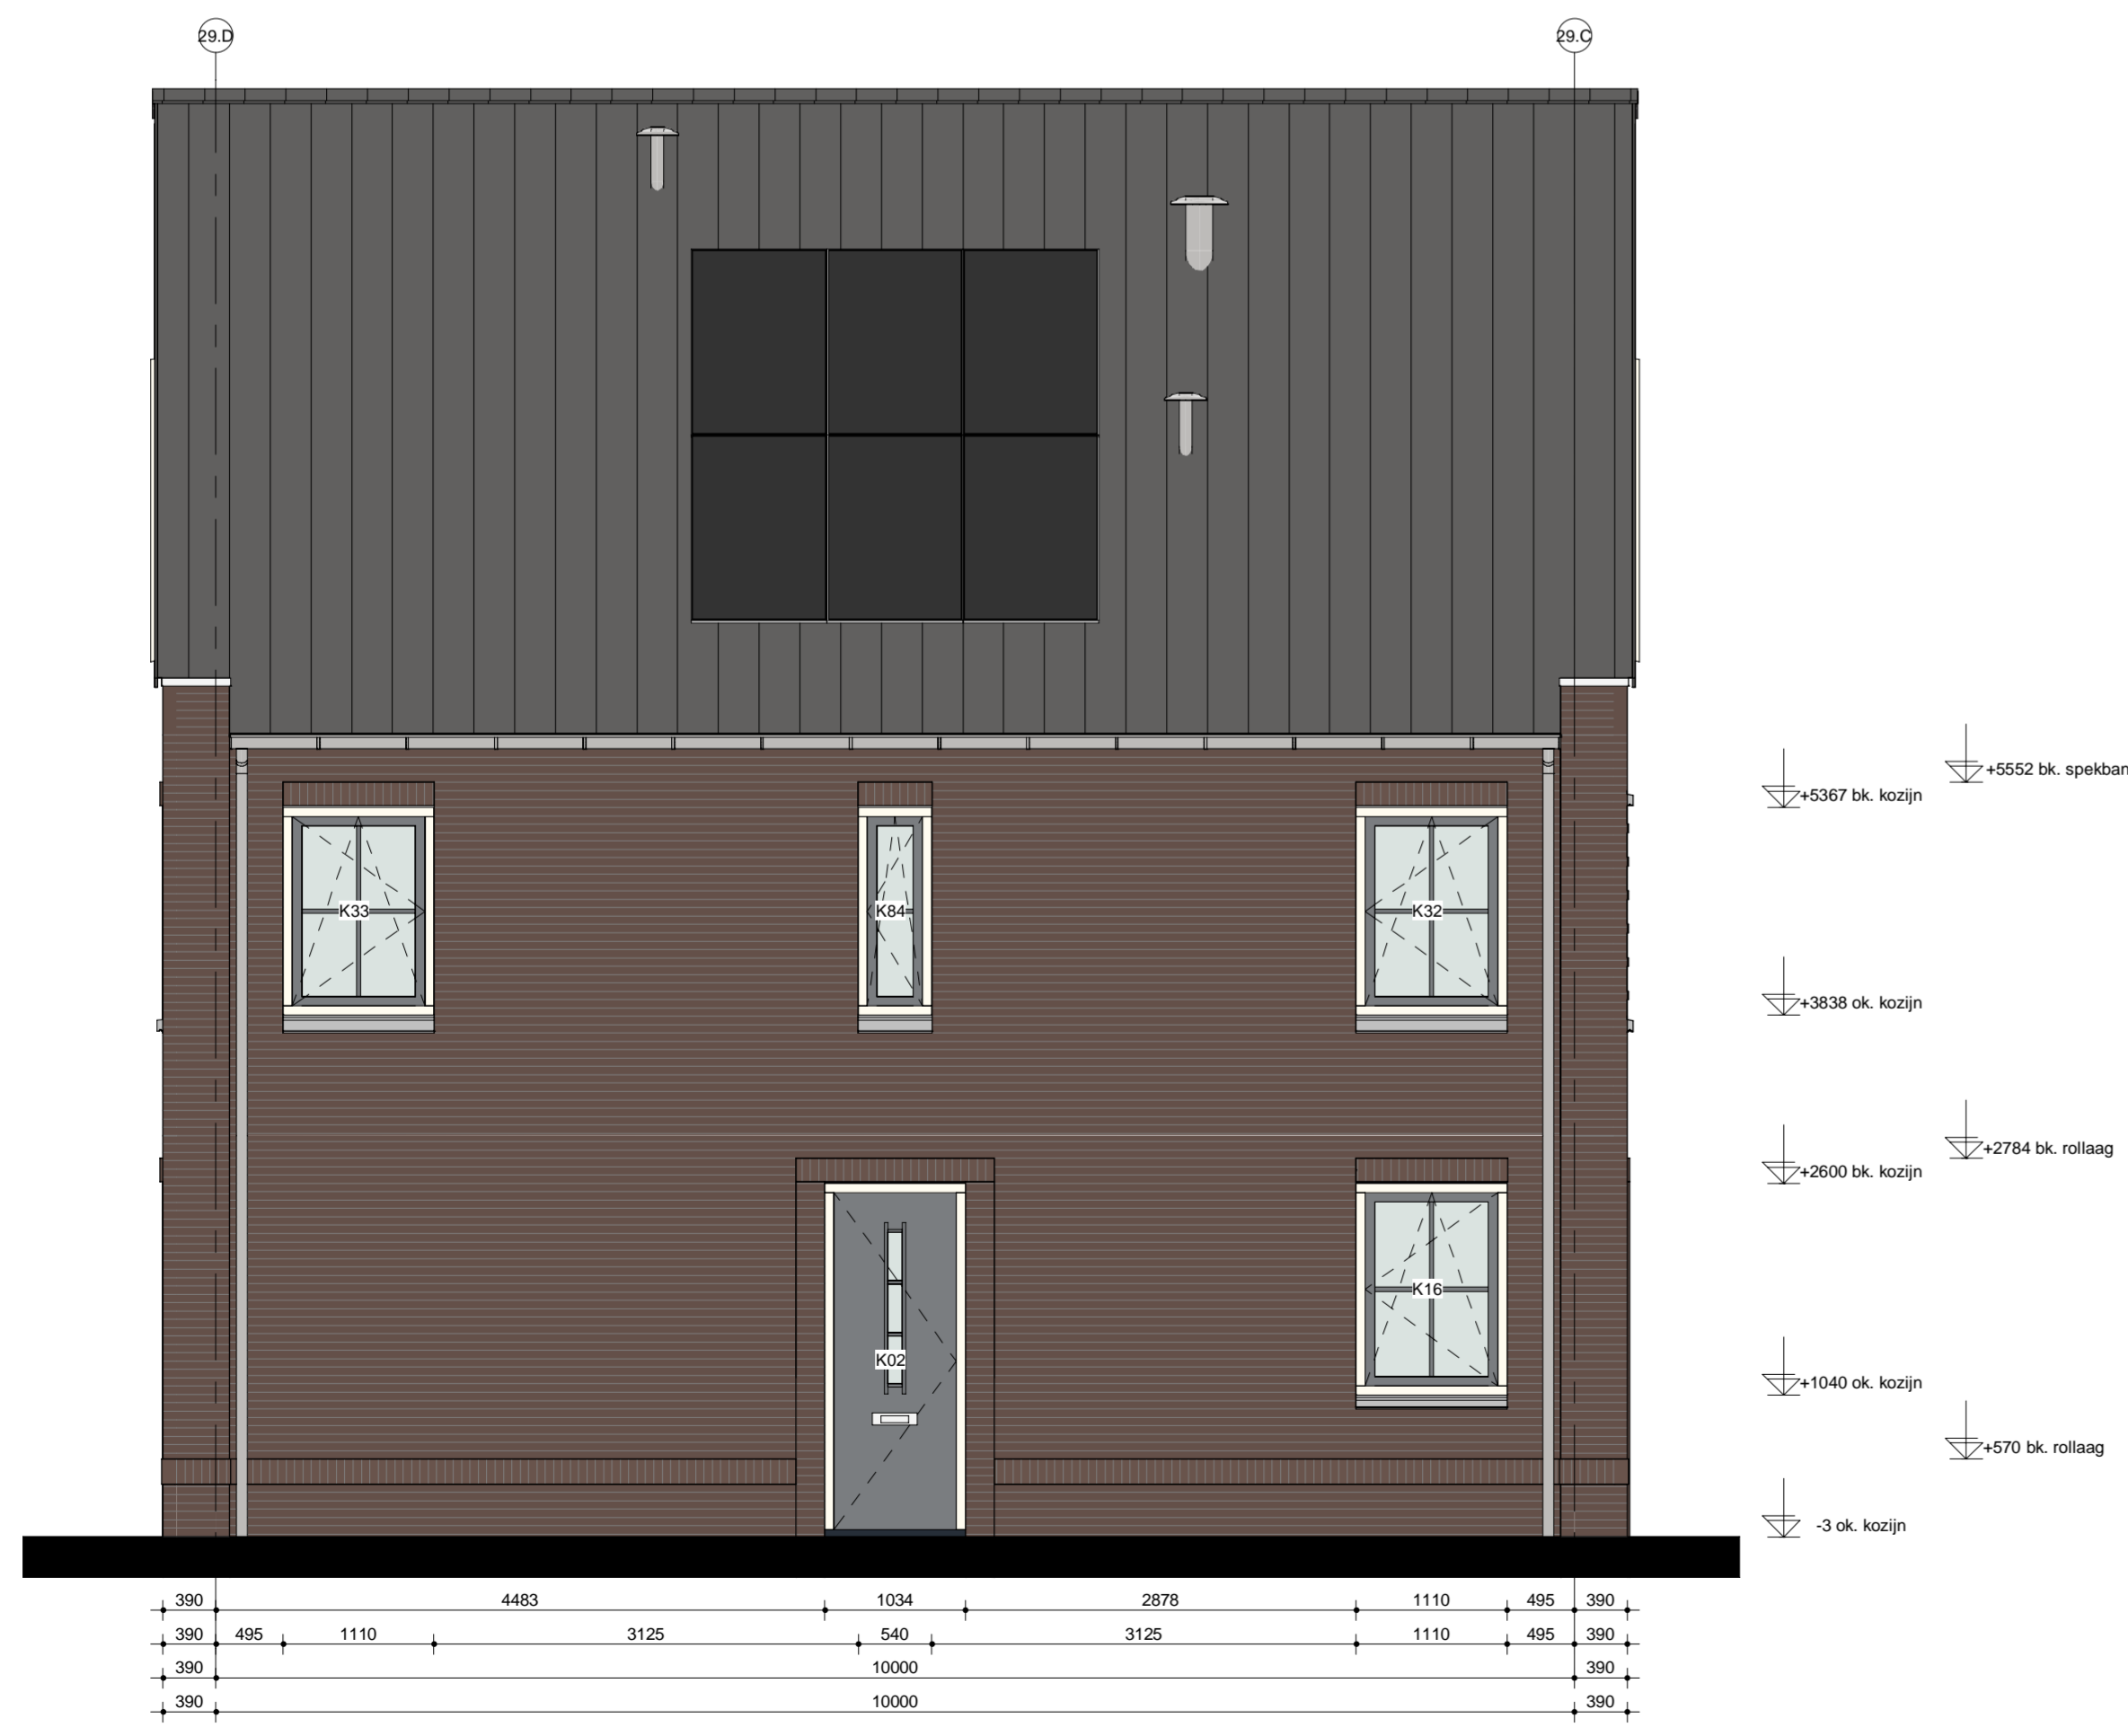 29.D
29.C
+5552 bk. spekban
+5367 bk. kozijn
K33
K84
K32
+3838 ok. kozijn
+2784 bk. rollaag
+2600 bk. kozijn
K16
K02
+1040 ok. kozijn
+570 bk. rollaag
-3 ok. kozijn
390 4483 1034 2878 1110 495 390
390 495 1110 3125 540 3125 1110 495 390
390 10000 390
390 10000 390